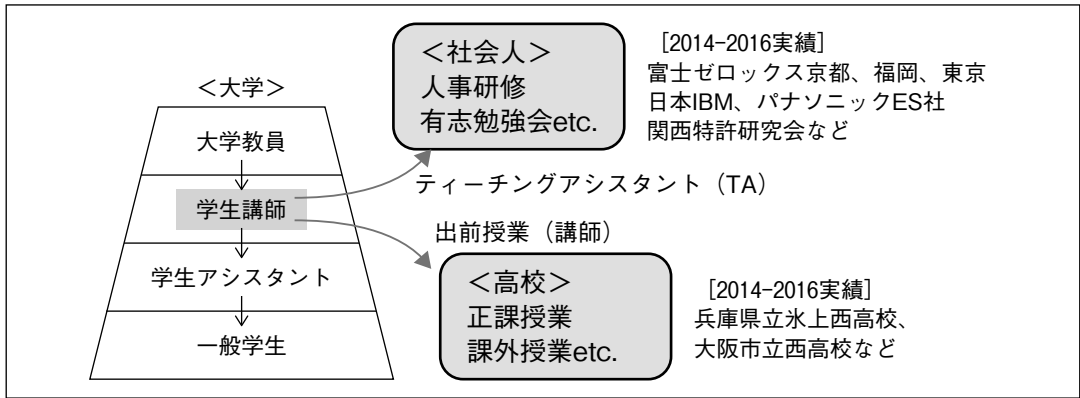 ＜大学＞
大学教員
学生講師
学生アシスタント
一般学生
＜社会人＞
人事研修
有志勉強会etc.
[2014-2016実績]
富士ゼロックス京都、福岡、東京
日本IBM、パナソニックES社
関西特許研究会など
ティーチングアシスタント（TA）
出前授業（講師）
＜高校＞
正課授業
課外授業etc.
[2014-2016実績]
兵庫県立氷上西高校、
大阪市立西高校など